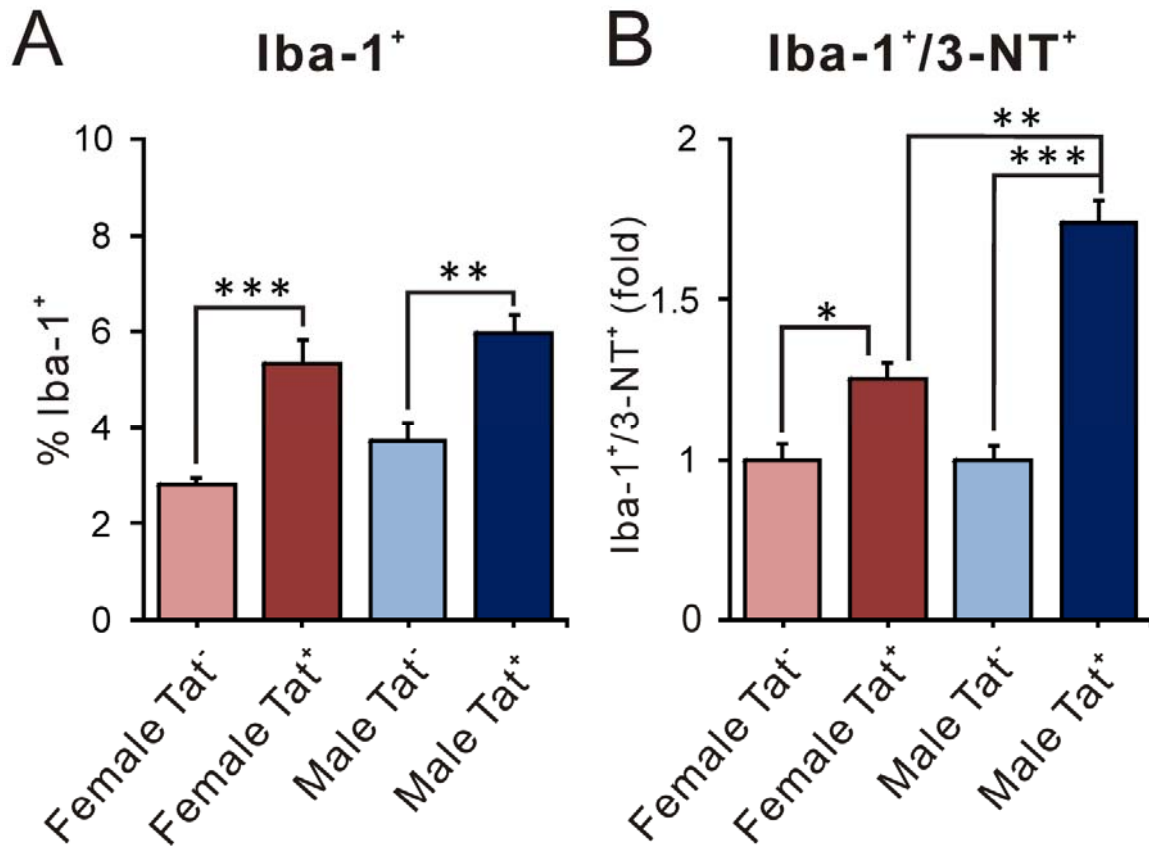 A
Iba-1⁺
% Iba-1⁺
10
8
6
4
2
0
***
**
Female Tat⁻
Female Tat⁺
Male Tat⁻
Male Tat⁺
B
Iba-1⁺/3-NT⁺
Iba-1⁺/3-NT⁺ (fold)
2
1.5
1
0
*
**
***
Female Tat⁻
Female Tat⁺
Male Tat⁻
Male Tat⁺